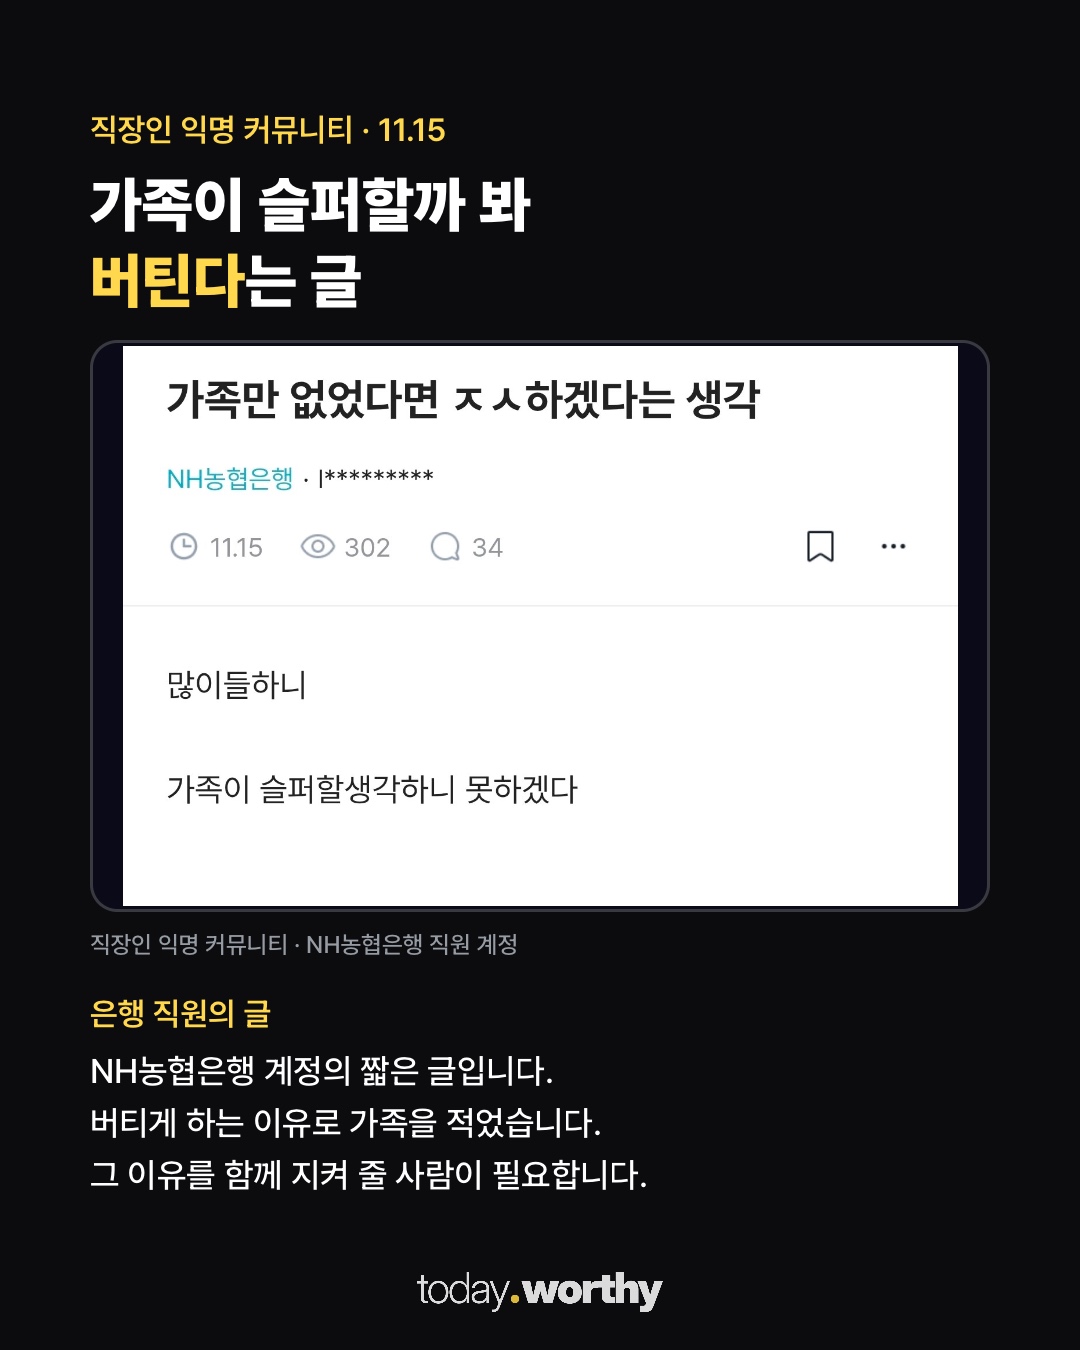 직장인 익명 커뮤니티 · 11.15
가족이 슬퍼할까 봐
버틴다는 글
가족만 없었다면 ㅈㅅ하겠다는 생각
NH농협은행 · l*********
11.15 302 34
많이들하니
가족이 슬퍼할생각하니 못하겠다
직장인 익명 커뮤니티 · NH농협은행 직원 계정
은행 직원의 글
NH농협은행 계정의 짧은 글입니다.
버티게 하는 이유로 가족을 적었습니다.
그 이유를 함께 지켜 줄 사람이 필요합니다.
today.worthy